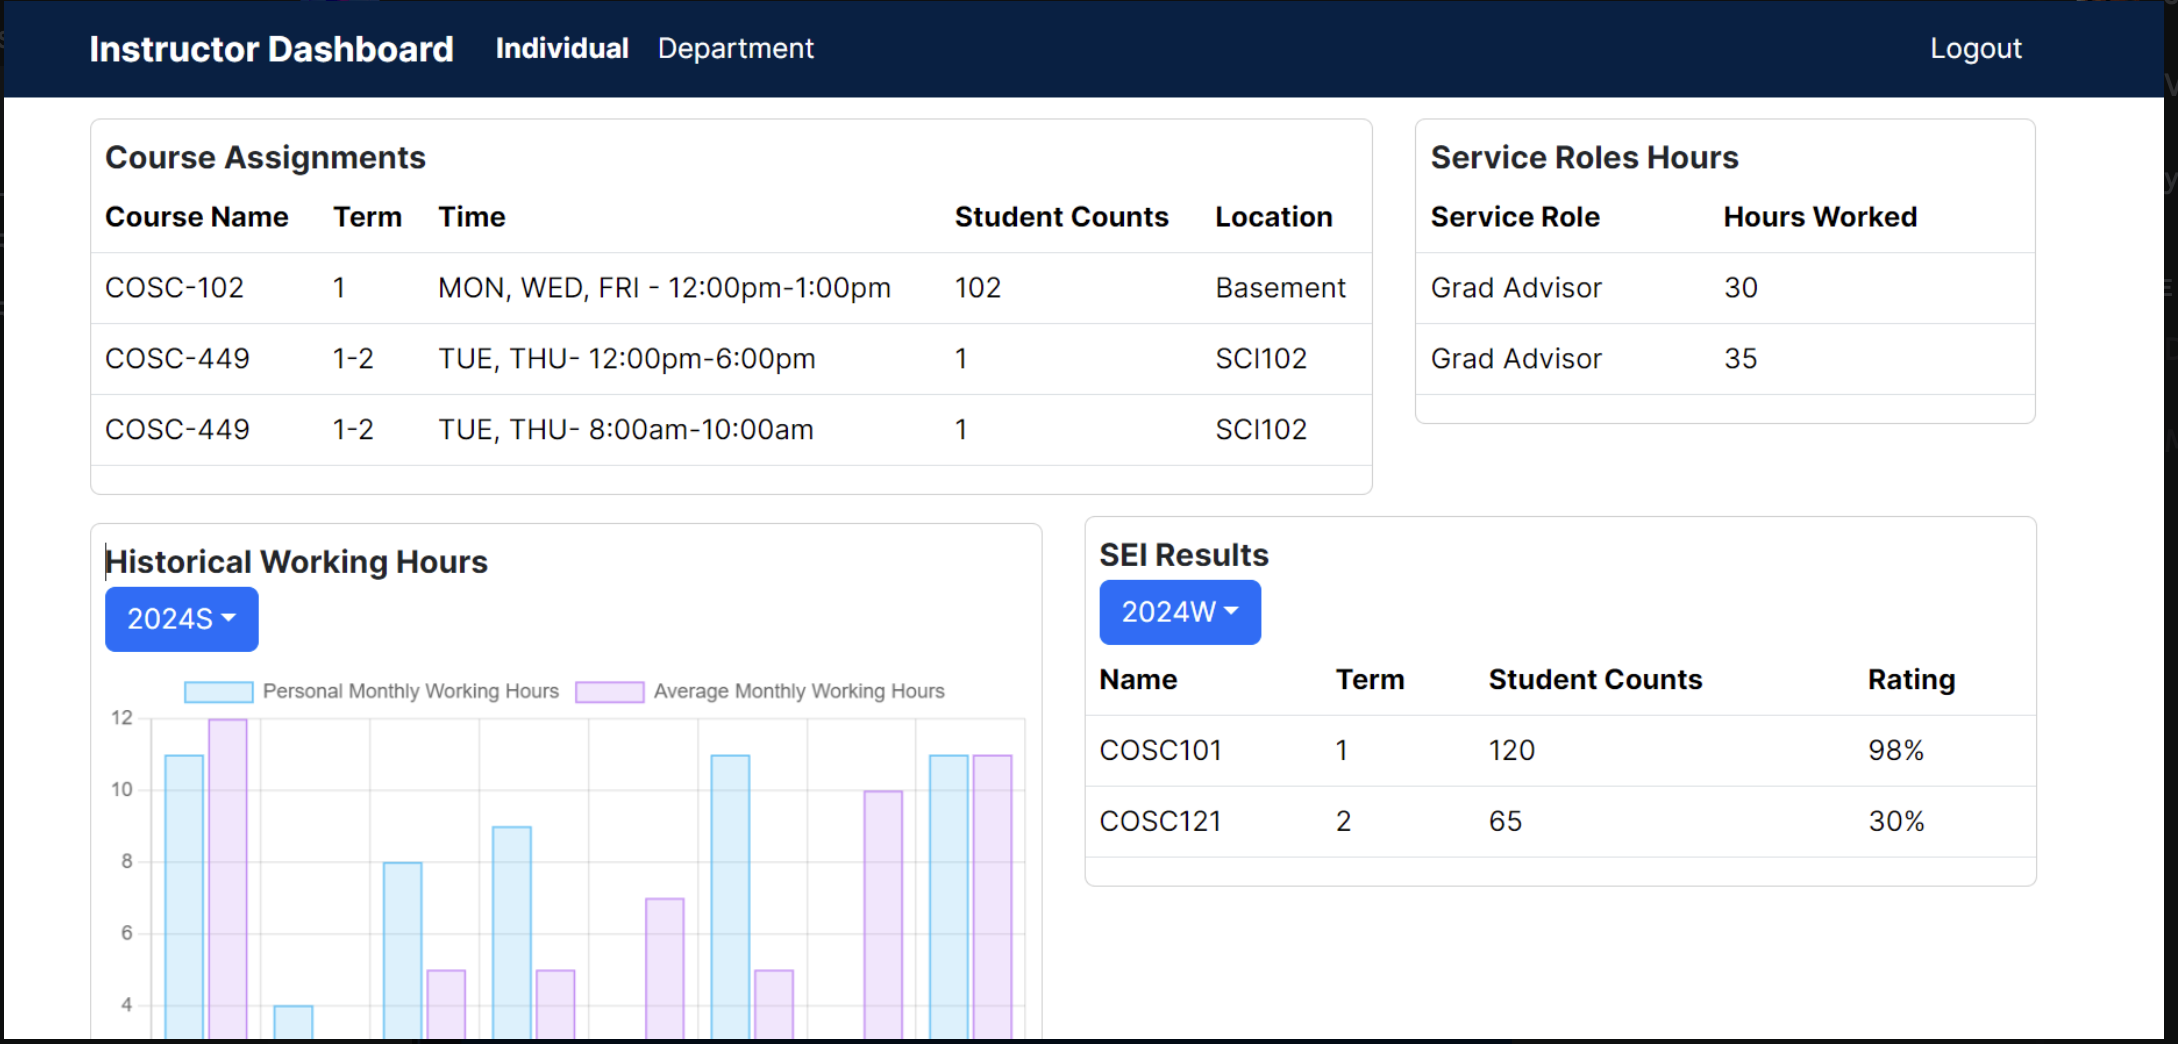 Instructor Dashboard Individual Department Logout
Course Assignments
Course Name Term Time Student Counts Location
COSC-102 1 MON, WED, FRI - 12:00pm-1:00pm 102 Basement
COSC-449 1-2 TUE, THU- 12:00pm-6:00pm 1 SCI102
COSC-449 1-2 TUE, THU- 8:00am-10:00am 1 SCI102
Service Roles Hours
Service Role Hours Worked
Grad Advisor 30
Grad Advisor 35
Historical Working Hours
2024S
Personal Monthly Working Hours Average Monthly Working Hours
12
10
8
6
4
SEI Results
2024W
Name Term Student Counts Rating
COSC101 1 120 98%
COSC121 2 65 30%